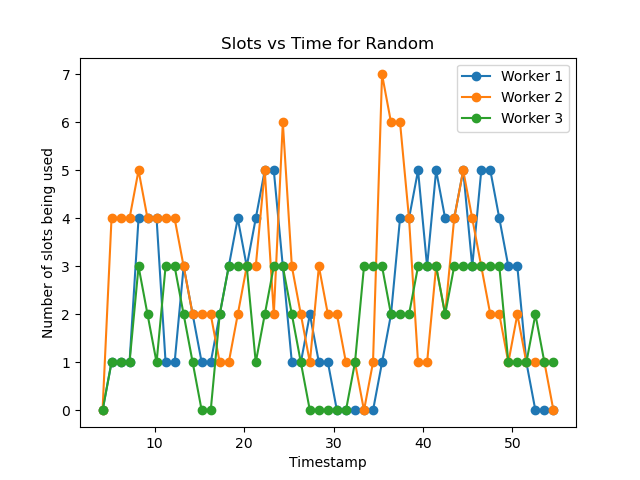 Slots vs Time for Random
Number of slots being used
7
6
5
4
3
2
1
0
Worker 1
Worker 2
Worker 3
10 20 30 40 50
Timestamp